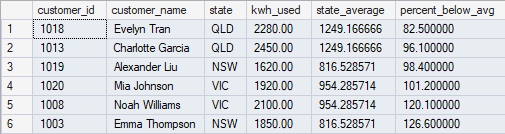 customer_id customer_name state kwh_used state_average percent_below_avg
1 1018 Evelyn Tran QLD 2280.00 1249.166666 82.500000
2 1013 Charlotte Garcia QLD 2450.00 1249.166666 96.100000
3 1019 Alexander Liu NSW 1620.00 816.528571 98.400000
4 1020 Mia Johnson VIC 1920.00 954.285714 101.200000
5 1008 Noah Williams VIC 2100.00 954.285714 120.100000
6 1003 Emma Thompson NSW 1850.00 816.528571 126.600000